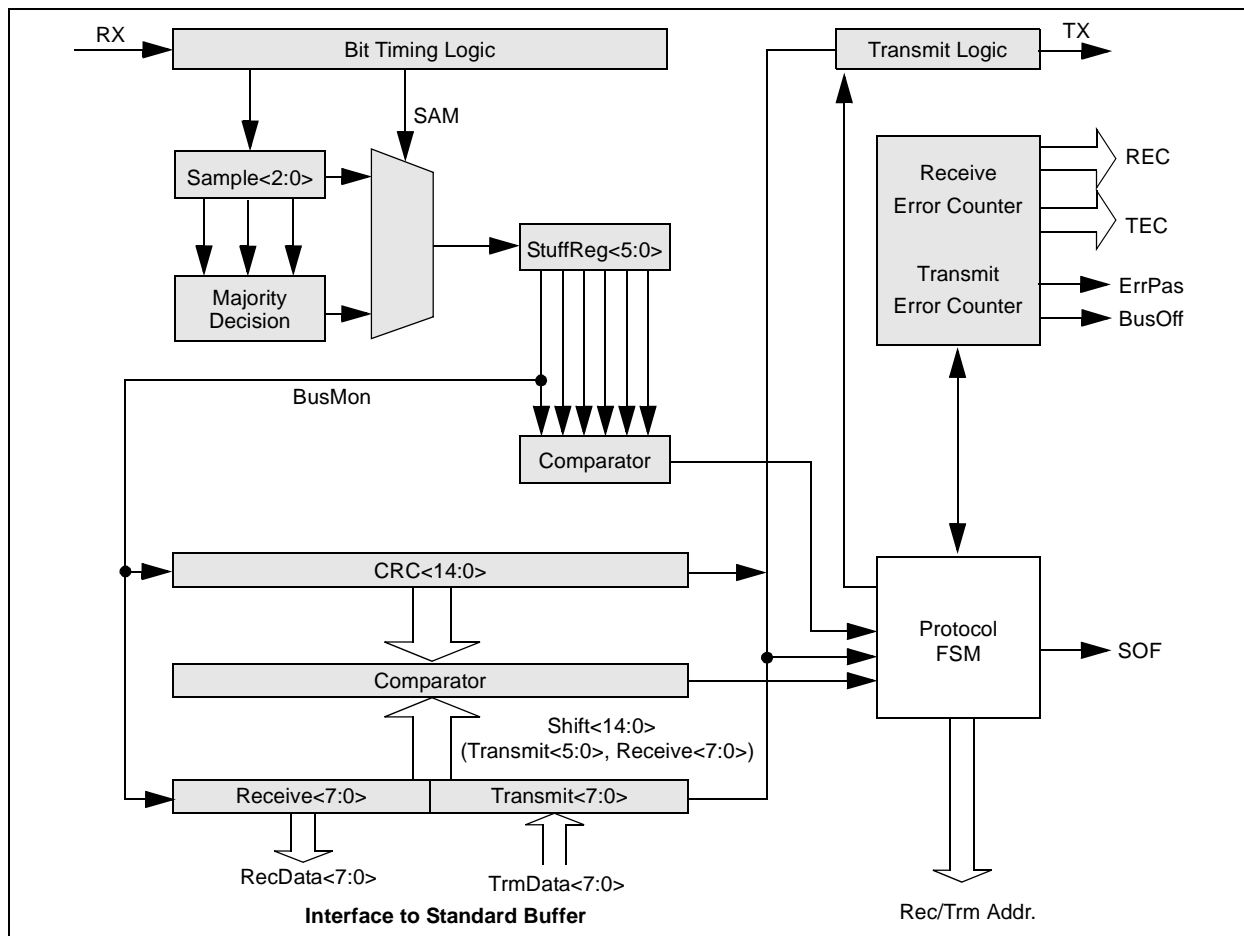 RX
Bit Timing Logic
Transmit Logic
TX
SAM
Sample<2:0>
Receive
Error Counter
REC
TEC
StuffReg<5:0>
Majority
Decision
Transmit
Error Counter
ErrPas
BusOff
BusMon
Comparator
CRC<14:0>
Protocol
FSM
SOF
Comparator
Shift<14:0>
(Transmit<5:0>, Receive<7:0>)
Receive<7:0>
Transmit<7:0>
RecData<7:0>
TrmData<7:0>
Interface to Standard Buffer
Rec/Trm Addr.